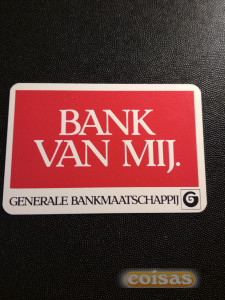 BANK
VAN MIJ.
GENERALE BANKMAATSCHAPPIJ G
coisas